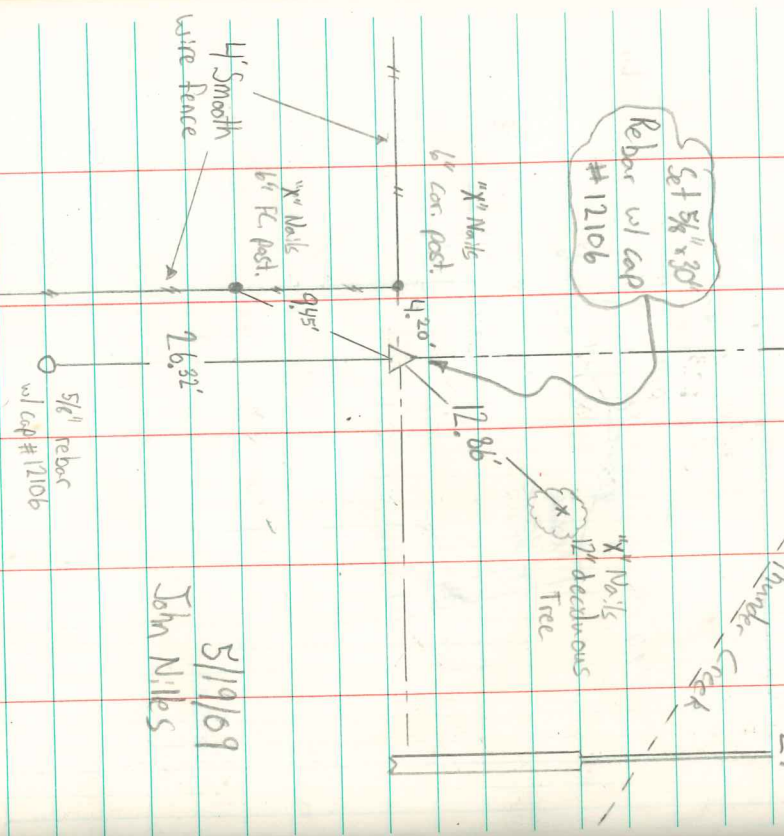 Set 5/8" x 30"
Rebar w/ cap
# 12106
4' Smooth
wire fence
"X" Nails
6" cor. post.
"X" Nails
6" FC. post.
4.20'
9.45'
12.86'
26.32'
"X" Nails
12" deciduous
Tree
Creek
5/8" rebar
w/ cap # 12106
5/19/09
John Niles